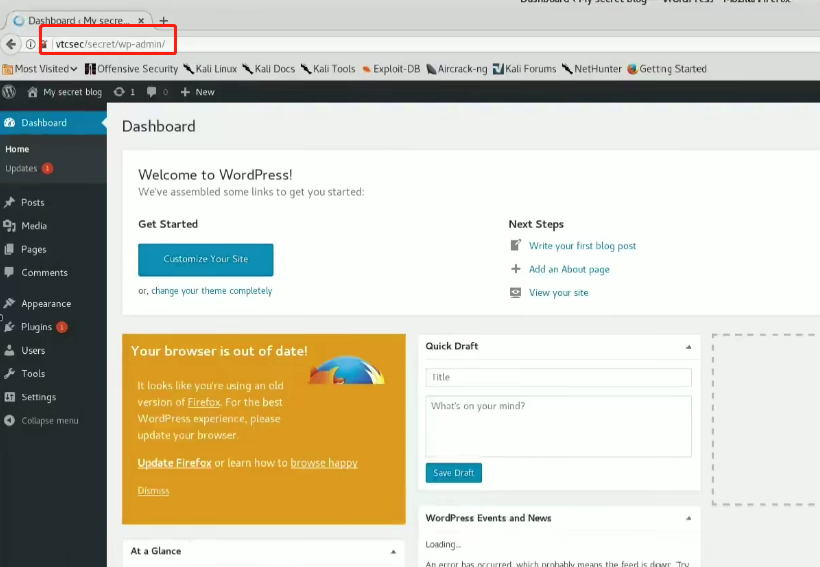 Dashboard ‹ My secret blog — WordPress - Mozilla Firefox
Dashboard ‹ My secre... × +
vtcsec/secret/wp-admin/
Most Visited Offensive Security Kali Linux Kali Docs Kali Tools Exploit-DB Aircrack-ng Kali Forums NetHunter Getting Started
My secret blog 1 0 + New
Dashboard
Home
Updates 1
Posts
Media
Pages
Comments
Appearance
Plugins 1
Users
Tools
Settings
Collapse menu
Dashboard
Welcome to WordPress!
We've assembled some links to get you started:
Get Started
Customize Your Site
or, change your theme completely
Next Steps
Write your first blog post
Add an About page
View your site
Your browser is out of date!
It looks like you're using an old
version of Firefox. For the best
WordPress experience, please
update your browser.
Update Firefox or learn how to browse happy
Dismiss
At a Glance
Quick Draft
Title
What's on your mind?
Save Draft
WordPress Events and News
Loading...
An error has occurred, which probably means the feed is down. Try